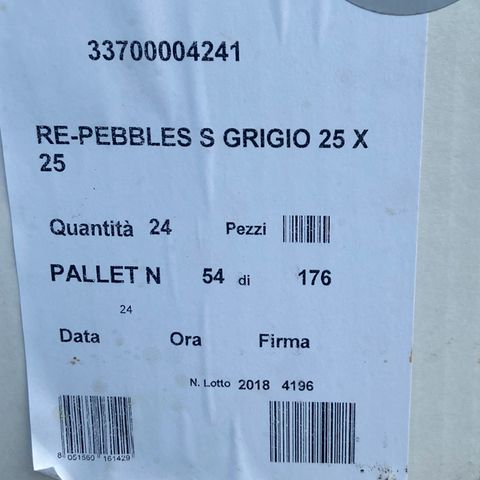 33700004241
RE-PEBBLES S GRIGIO 25 X
25
Quantità 24 Pezzi
PALLET N 54 di 176
24
Data Ora Firma
N. Lotto 2018 4196
8 051560 161429